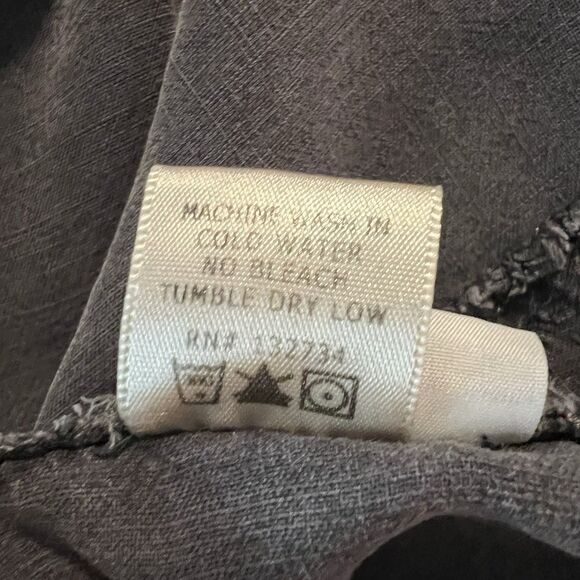 MACHINE WASH IN
COLD WATER
NO BLEACH
TUMBLE DRY LOW
RN# 132734